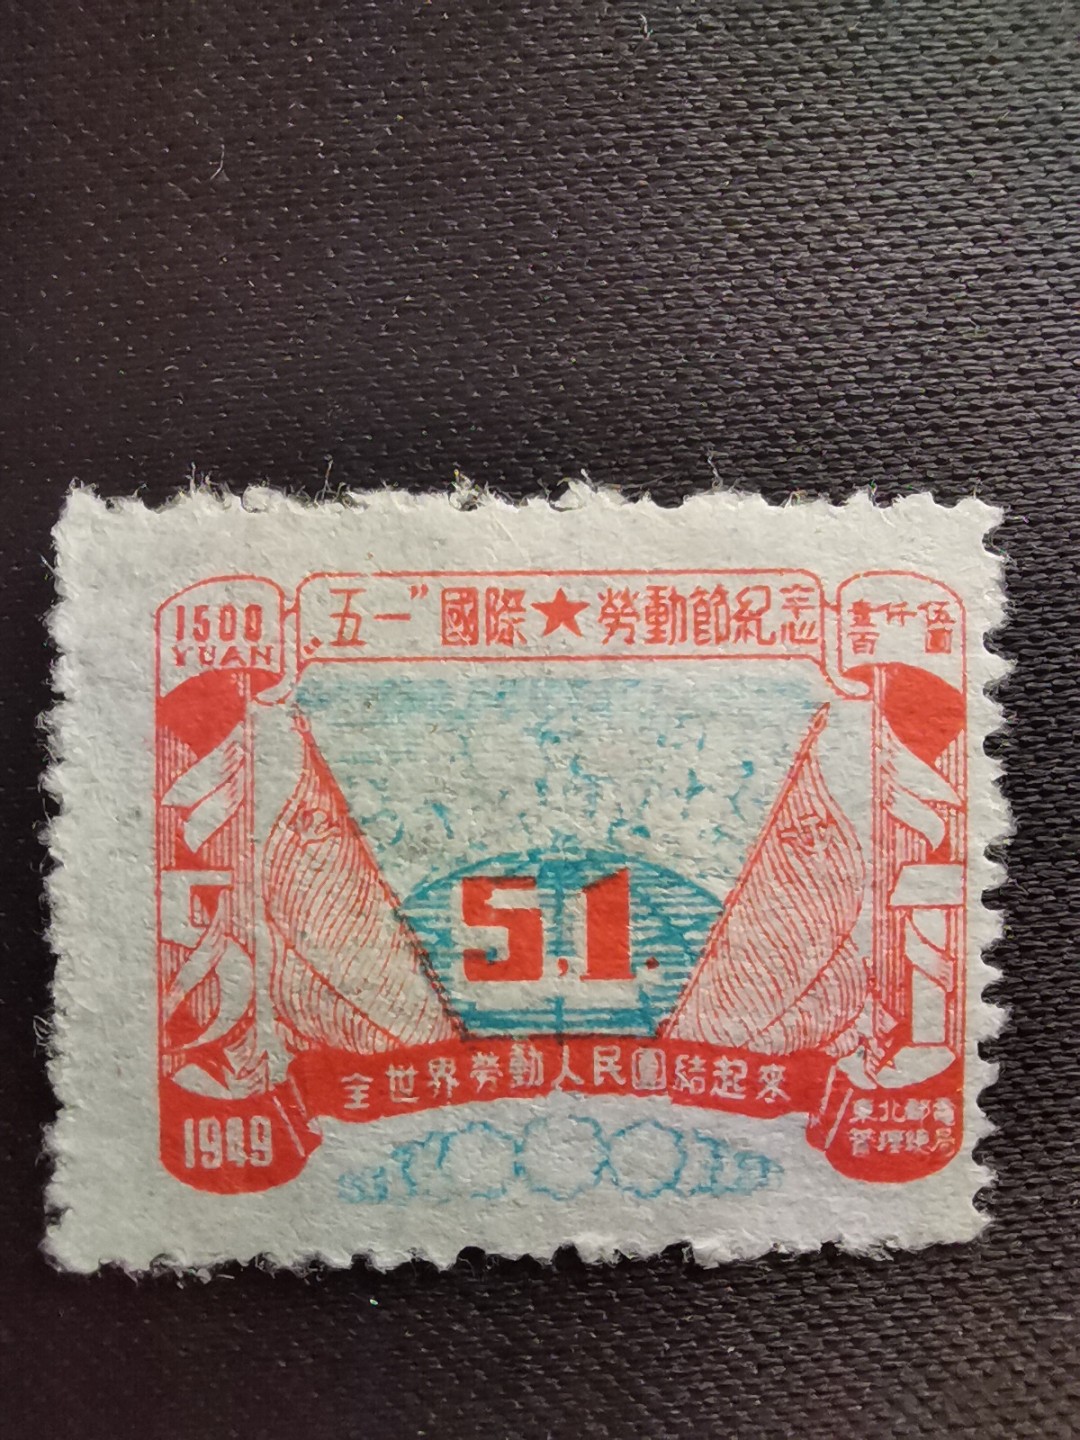 1500
YUAN
“五一”國際★勞動節紀念
壹仟伍
百圓
5.1.
全世界勞動人民團結起來
1949
東北郵電
管理總局